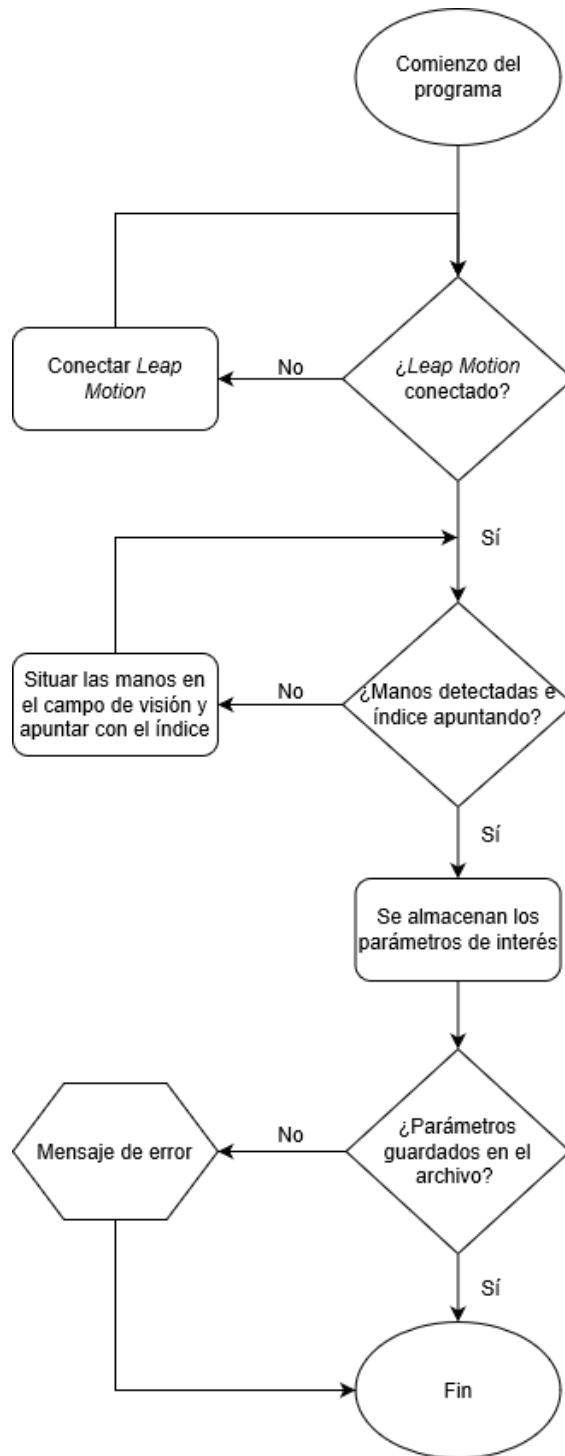 Comienzo del
programa
Conectar Leap
Motion
No
¿Leap Motion
conectado?
Sí
Situar las manos en
el campo de visión y
apuntar con el índice
No
¿Manos detectadas e
índice apuntando?
Sí
Se almacenan los
parámetros de interés
Mensaje de error
No
¿Parámetros
guardados en el
archivo?
Sí
Fin